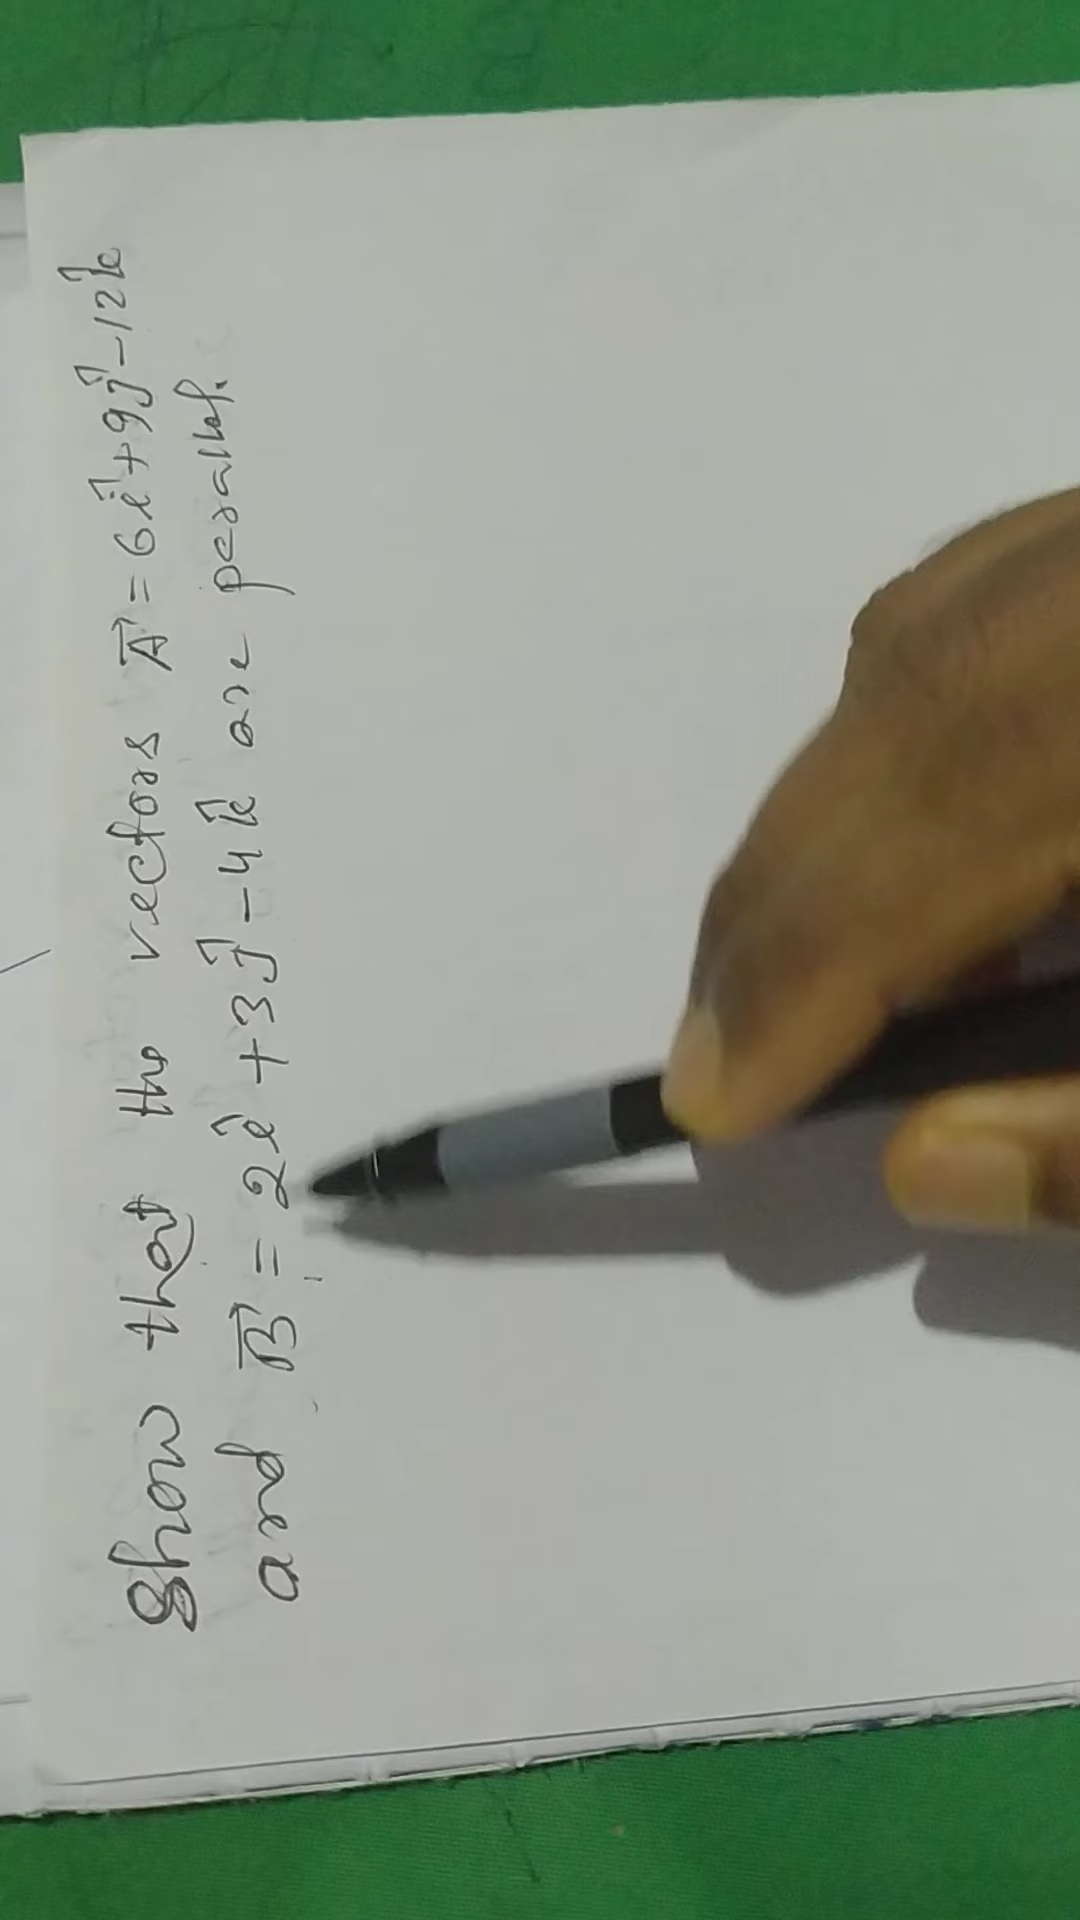 Show that the vectors A⃗ = 6î + 9ĵ - 12k̂
and B⃗ = 2î + 3ĵ - 4k̂ are parallel.